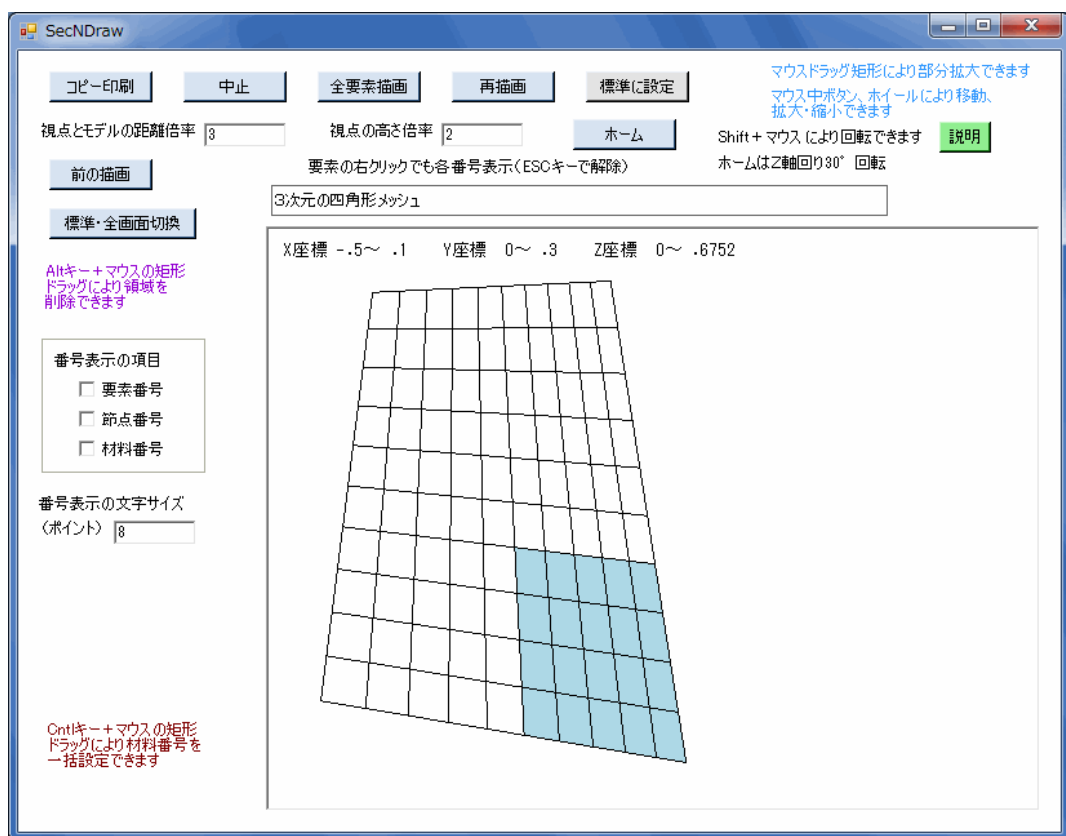 SecNDraw
コピー印刷
中止
全要素描画
再描画
標準に設定
マウスドラッグ矩形により部分拡大できます
マウス中ボタン、ホイールにより移動、
拡大・縮小できます
視点とモデルの距離倍率 3
視点の高さ倍率 2
ホーム
Shift+マウス により回転できます
説明
前の描画
要素の右クリックでも各番号表示(ESCキーで解除)
ホームはZ軸回り30° 回転
3次元の四角形メッシュ
標準・全画面切換
X座標 -.5～ .1 Y座標 0～ .3 Z座標 0～ .6752
Altキー+マウスの矩形
ドラッグにより領域を
削除できます
番号表示の項目
要素番号
節点番号
材料番号
番号表示の文字サイズ
(ポイント) 8
Cntlキー+マウスの矩形
ドラッグにより材料番号を
一括設定できます